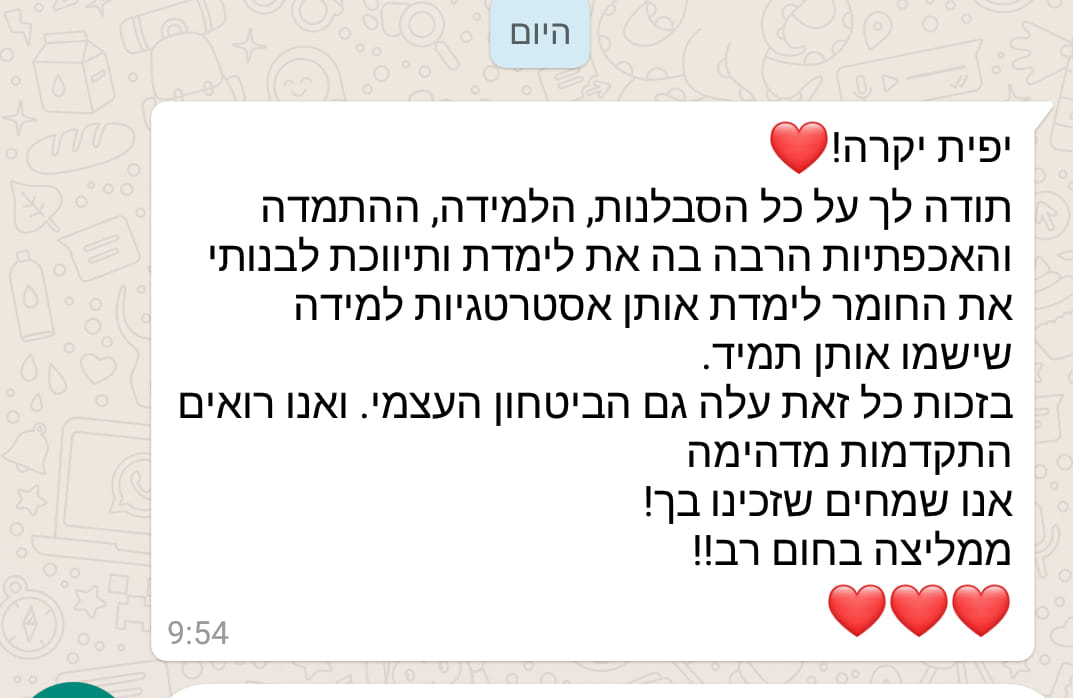 היום
יפית יקרה!❤️
תודה לך על כל הסבלנות, הלמידה, ההתמדה
והאכפתיות הרבה בה את לימדת ותיווכת לבנותי
את החומר לימדת אותן אסטרטגיות למידה
שישמו אותן תמיד.
בזכות כל זאת עלה גם הביטחון העצמי. ואנו רואים
התקדמות מדהימה
אנו שמחים שזכינו בך!
ממליצה בחום רב!!
❤️❤️❤️
9:54